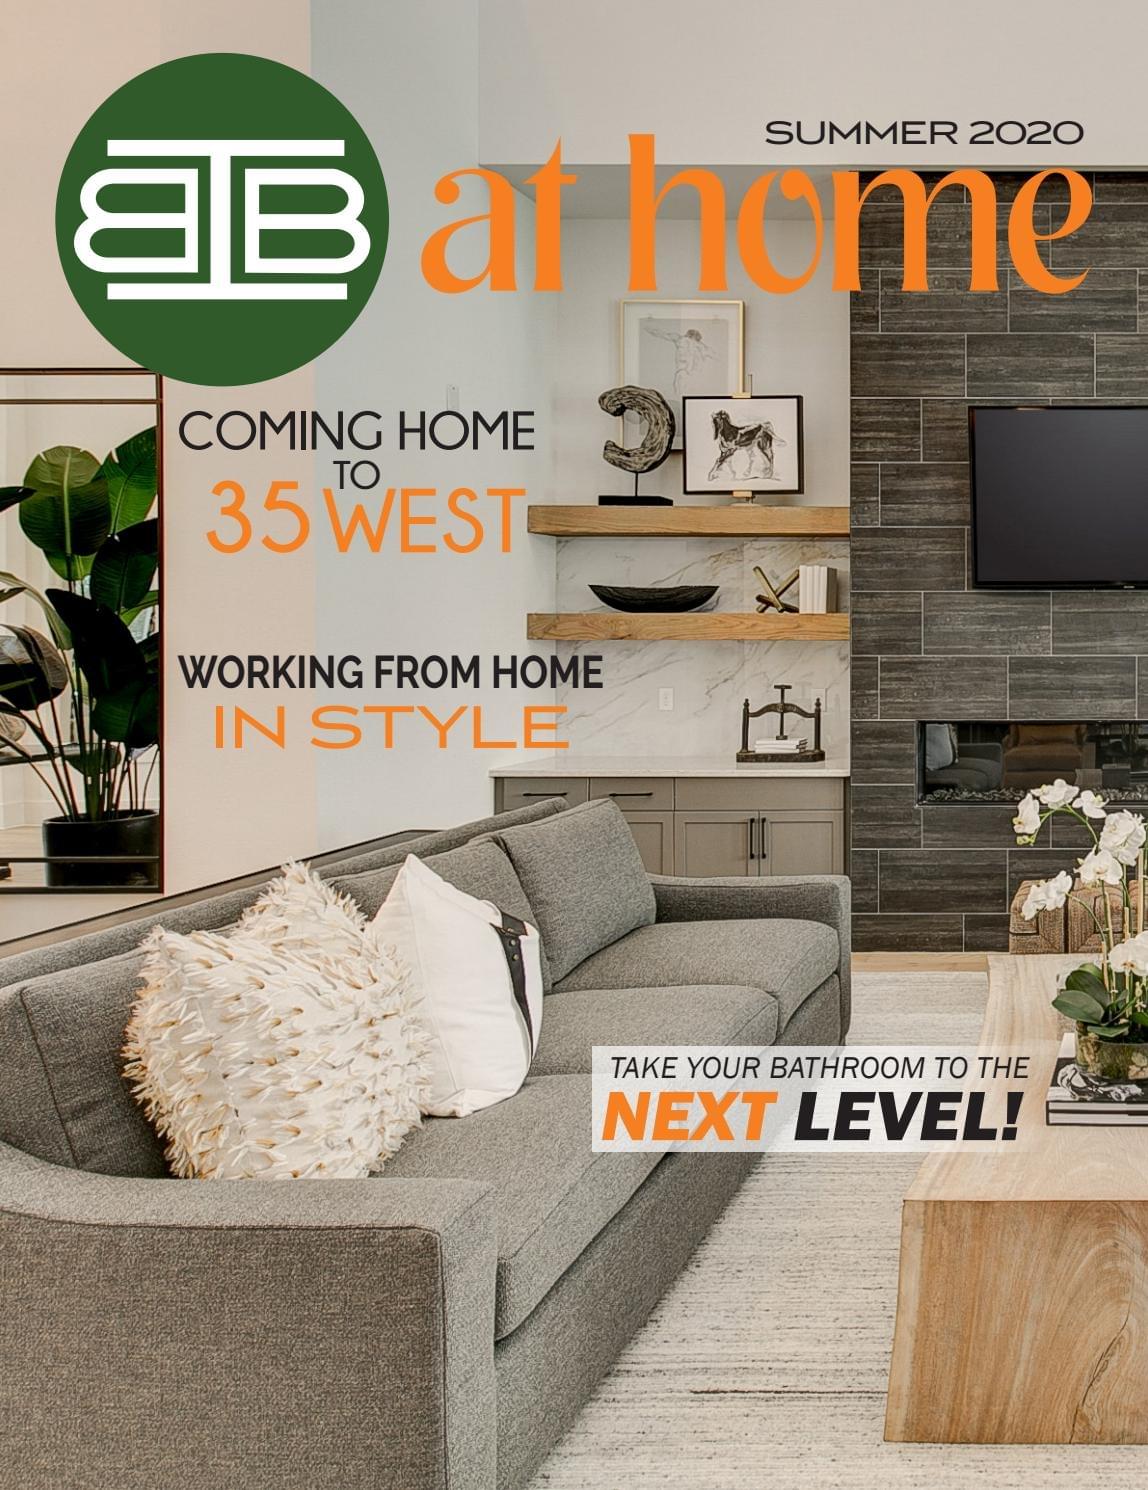 BIB
SUMMER 2020
at home
COMING HOME
TO
35 WEST
WORKING FROM HOME
IN STYLE
TAKE YOUR BATHROOM TO THE
NEXT LEVEL!